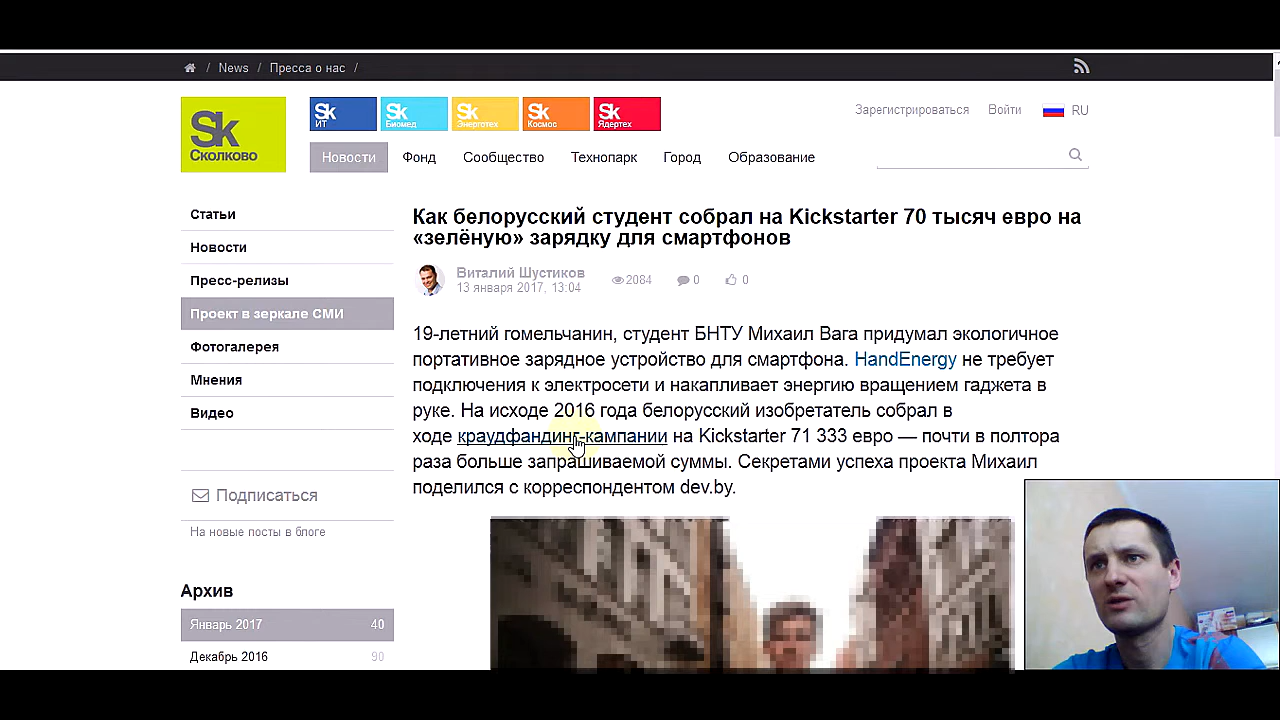 / News / Пресса о нас /
Sk
Сколково
Sk
ИТ
Sk
Биомед
Sk
Энерготех
Sk
Космос
Sk
Ядертех
Зарегистрироваться Войти RU
Новости Фонд Сообщество Технопарк Город Образование
Статьи
Новости
Пресс-релизы
Проект в зеркале СМИ
Фотогалерея
Мнения
Видео
Подписаться
На новые посты в блоге
Архив
Январь 2017 40
Декабрь 2016 90
Как белорусский студент собрал на Kickstarter 70 тысяч евро на
«зелёную» зарядку для смартфонов
Виталий Шустиков
13 января 2017, 13:04
2084 0 0
19-летний гомельчанин, студент БНТУ Михаил Вага придумал экологичное
портативное зарядное устройство для смартфона. HandEnergy не требует
подключения к электросети и накапливает энергию вращением гаджета в
руке. На исходе 2016 года белорусский изобретатель собрал в
ходе краудфандинг-кампании на Kickstarter 71 333 евро — почти в полтора
раза больше запрашиваемой суммы. Секретами успеха проекта Михаил
поделился с корреспондентом dev.by.